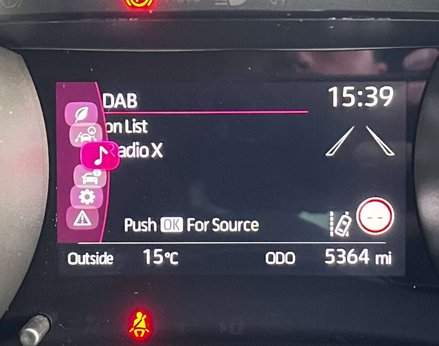 DAB
15:39
on List
adio X
Push OK For Source
--
Outside 15°C ODO 5364 mi